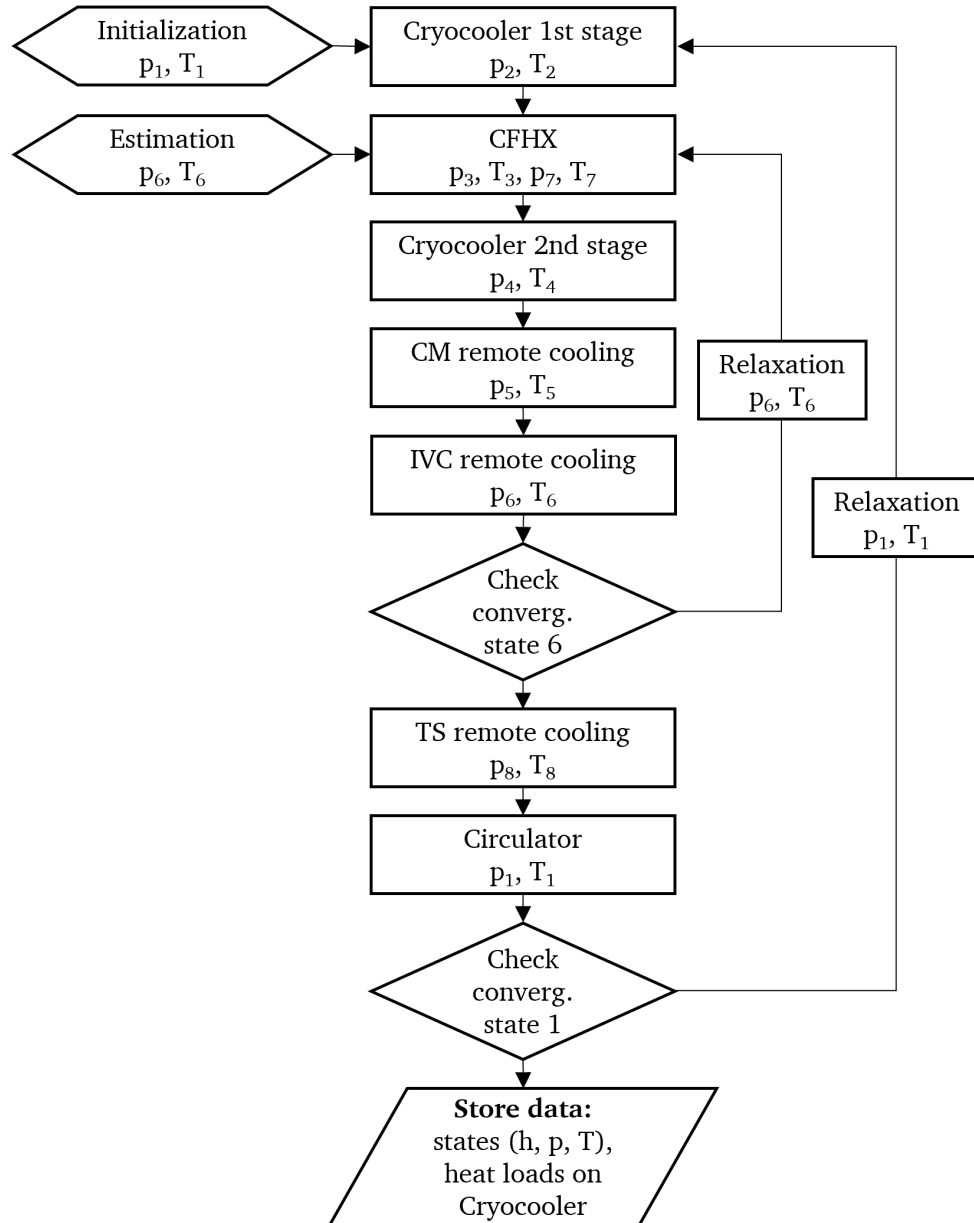 Initialization
p₁, T₁
Cryocooler 1st stage
p₂, T₂
Estimation
p₆, T₆
CFHX
p₃, T₃, p₇, T₇
Cryocooler 2nd stage
p₄, T₄
CM remote cooling
p₅, T₅
Relaxation
p₆, T₆
IVC remote cooling
p₆, T₆
Relaxation
p₁, T₁
Check
converg.
state 6
TS remote cooling
p₈, T₈
Circulator
p₁, T₁
Check
converg.
state 1
Store data:
states (h, p, T),
heat loads on
Cryocooler